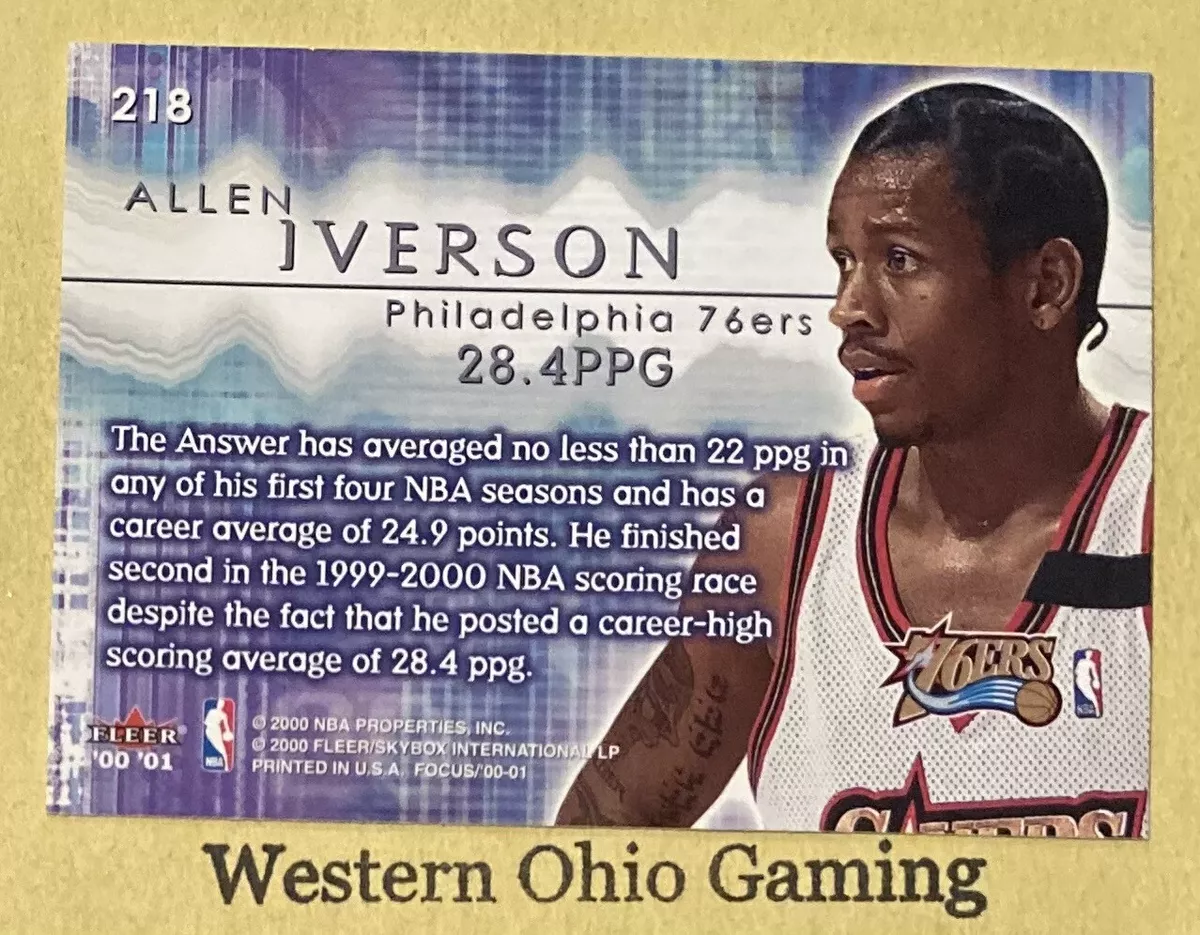 218
ALLEN
IVERSON
Philadelphia 76ers
28.4PPG
The Answer has averaged no less than 22 ppg in
any of his first four NBA seasons and has a
career average of 24.9 points. He finished
second in the 1999-2000 NBA scoring race
despite the fact that he posted a career-high
scoring average of 28.4 ppg.
76ERS
NBA
FLEER
'00 '01
NBA
© 2000 NBA PROPERTIES, INC.
© 2000 FLEER/SKYBOX INTERNATIONAL LP
PRINTED IN U.S.A. FOCUS/'00-01
Western Ohio Gaming